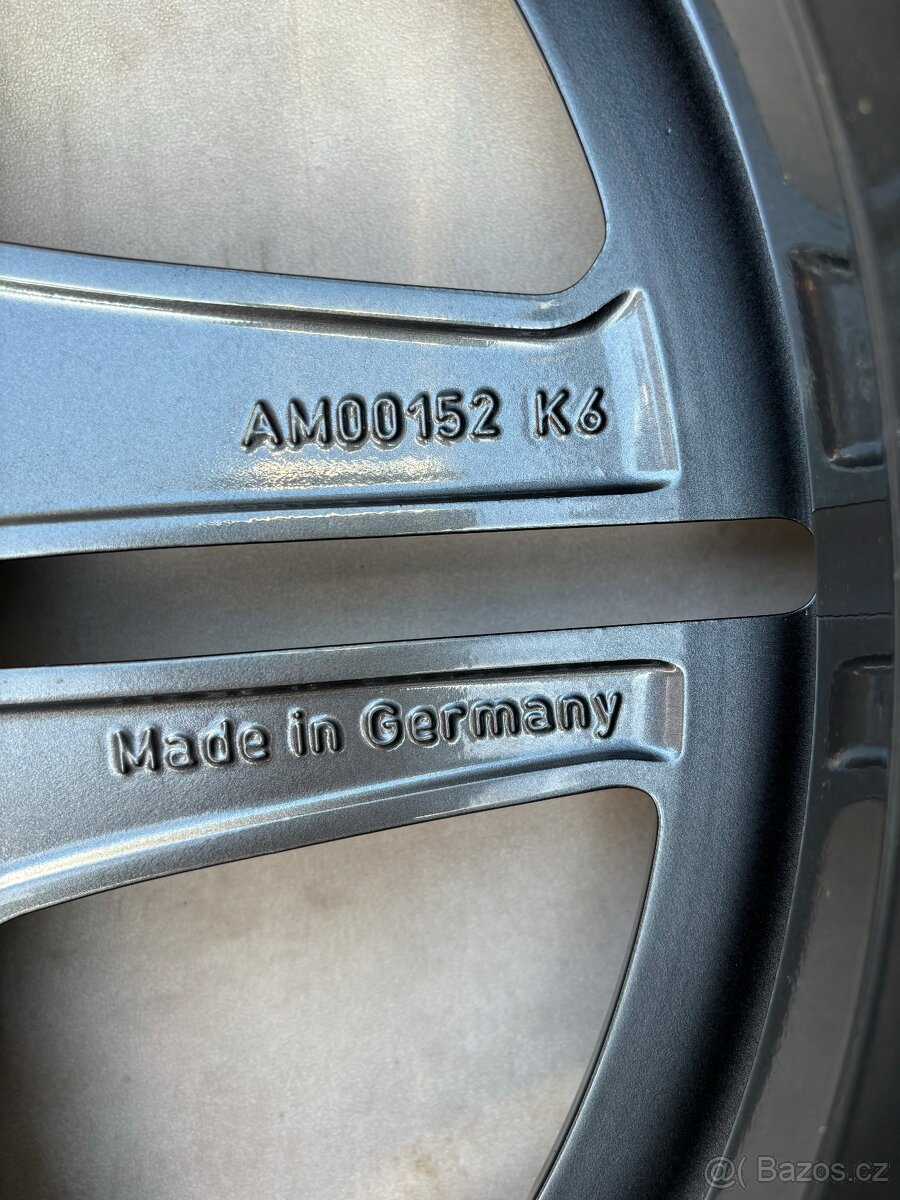 AM00152 K6
Made in Germany
@( Bazos.cz